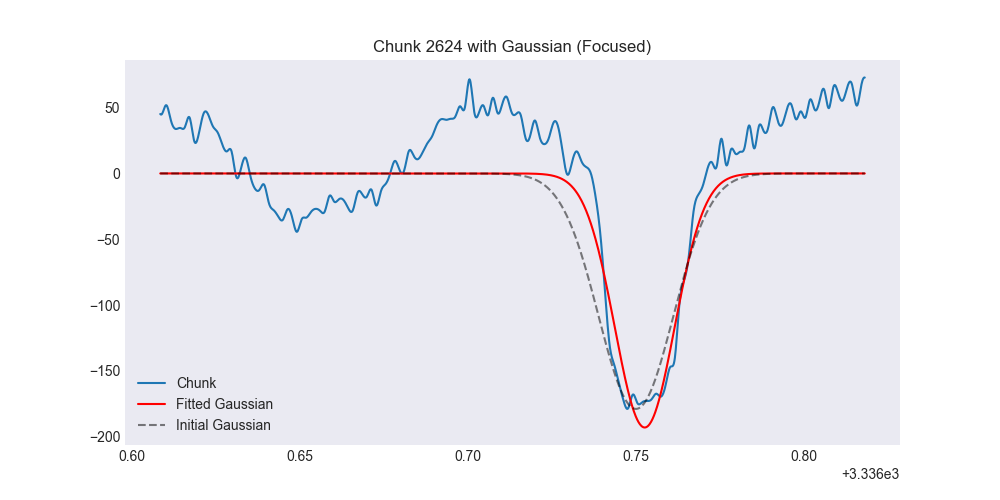 Chunk 2624 with Gaussian (Focused)
50
0
−50
−100
−150
−200
Chunk
Fitted Gaussian
Initial Gaussian
0.60 0.65 0.70 0.75 0.80
+3.336e3